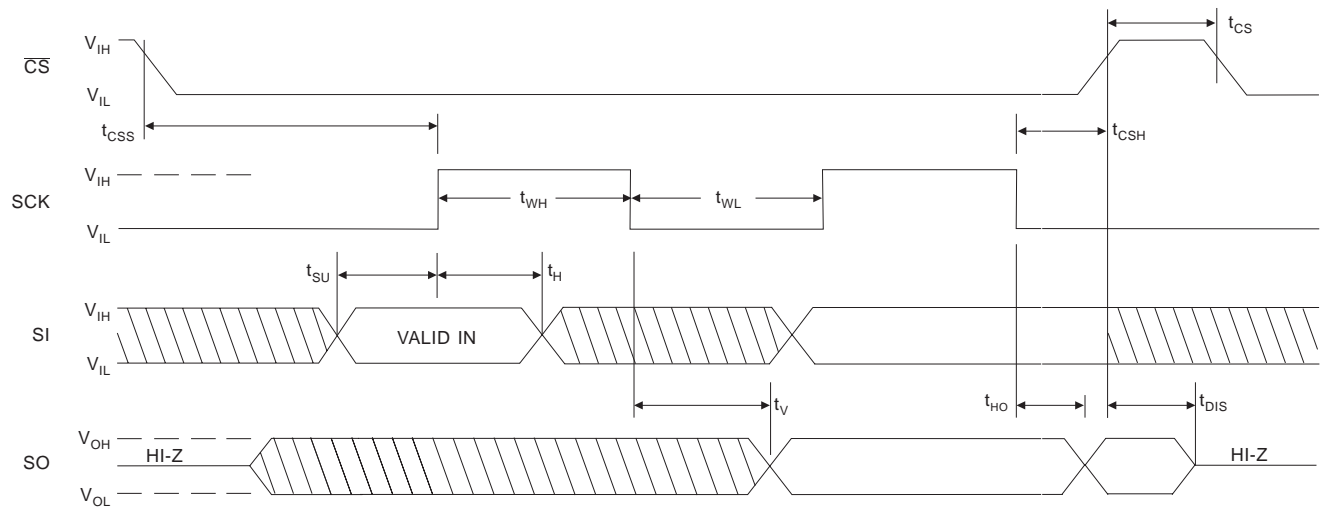 tCS
VIH
CS
VIL
tCSS
tCSH
VIH
SCK
tWH
tWL
VIL
tSU
tH
VIH
SI
VALID IN
VIL
tV
tHO
tDIS
VOH
SO
HI-Z
HI-Z
VOL